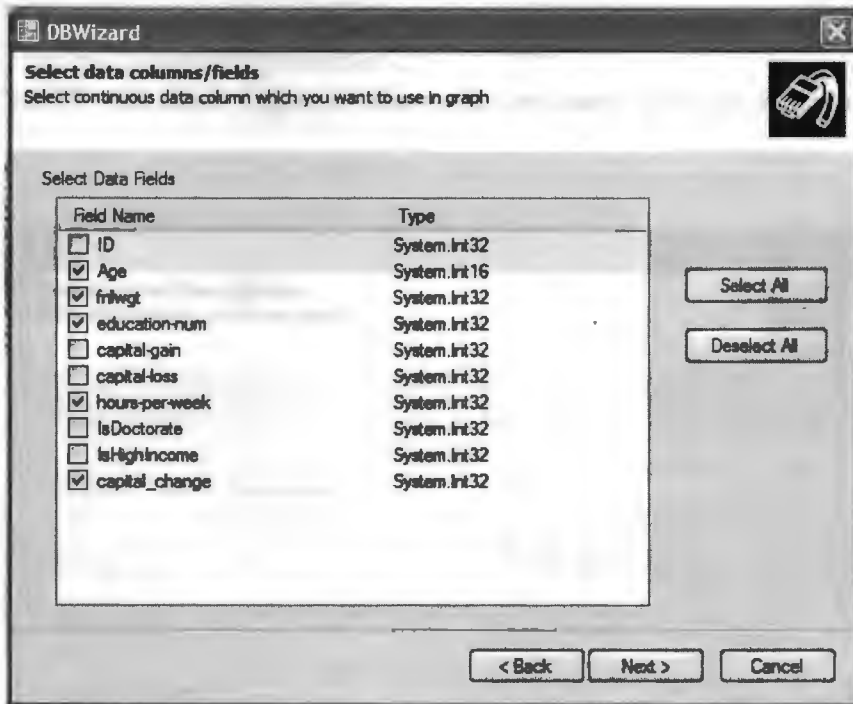 DBWizard
Select data columns/fields
Select continuous data column which you want to use in graph
Select Data Fields
Field Name Type
ID System.Int32
Age System.Int16
fnlwgt System.Int32
education-num System.Int32
capital-gain System.Int32
capital-loss System.Int32
hours-per-week System.Int32
IsDoctorate System.Int32
IsHighIncome System.Int32
capital_change System.Int32
Select All
Deselect All
< Back Next > Cancel